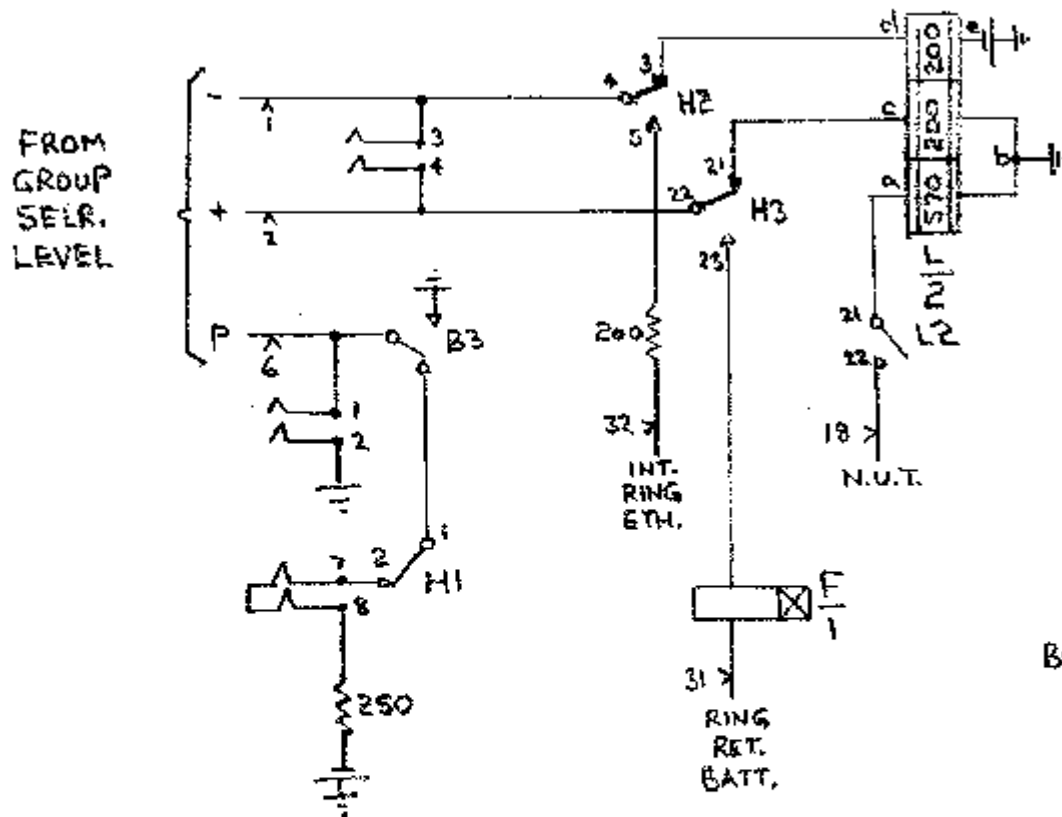 FROM
GROUP
SELR.
LEVEL
-
1
+
2
P
6
3
4
1
2
B3
7
8
2
1
H1
250
4
3
H2
5
22
21
H3
23
200
32
INT.
RING
ETH.
d
e
200
200
c
200
b
570
L
2
21
L2
22
18
N.U.T.
F
1
31
RING
RET.
BATT.
B